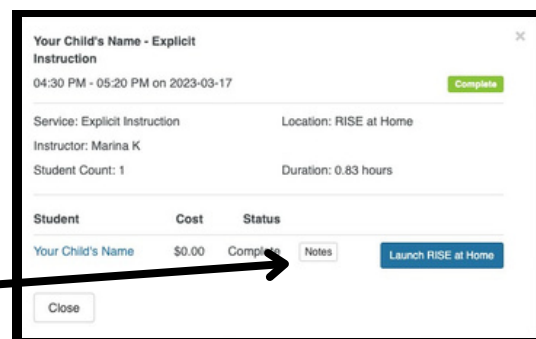 Your Child's Name - Explicit
Instruction
×
04:30 PM - 05:20 PM on 2023-03-17
Complete
Service: Explicit Instruction
Location: RISE at Home
Instructor: Marina K
Student Count: 1
Duration: 0.83 hours
Student Cost Status
Your Child's Name $0.00 Complete Notes Launch RISE at Home
Close